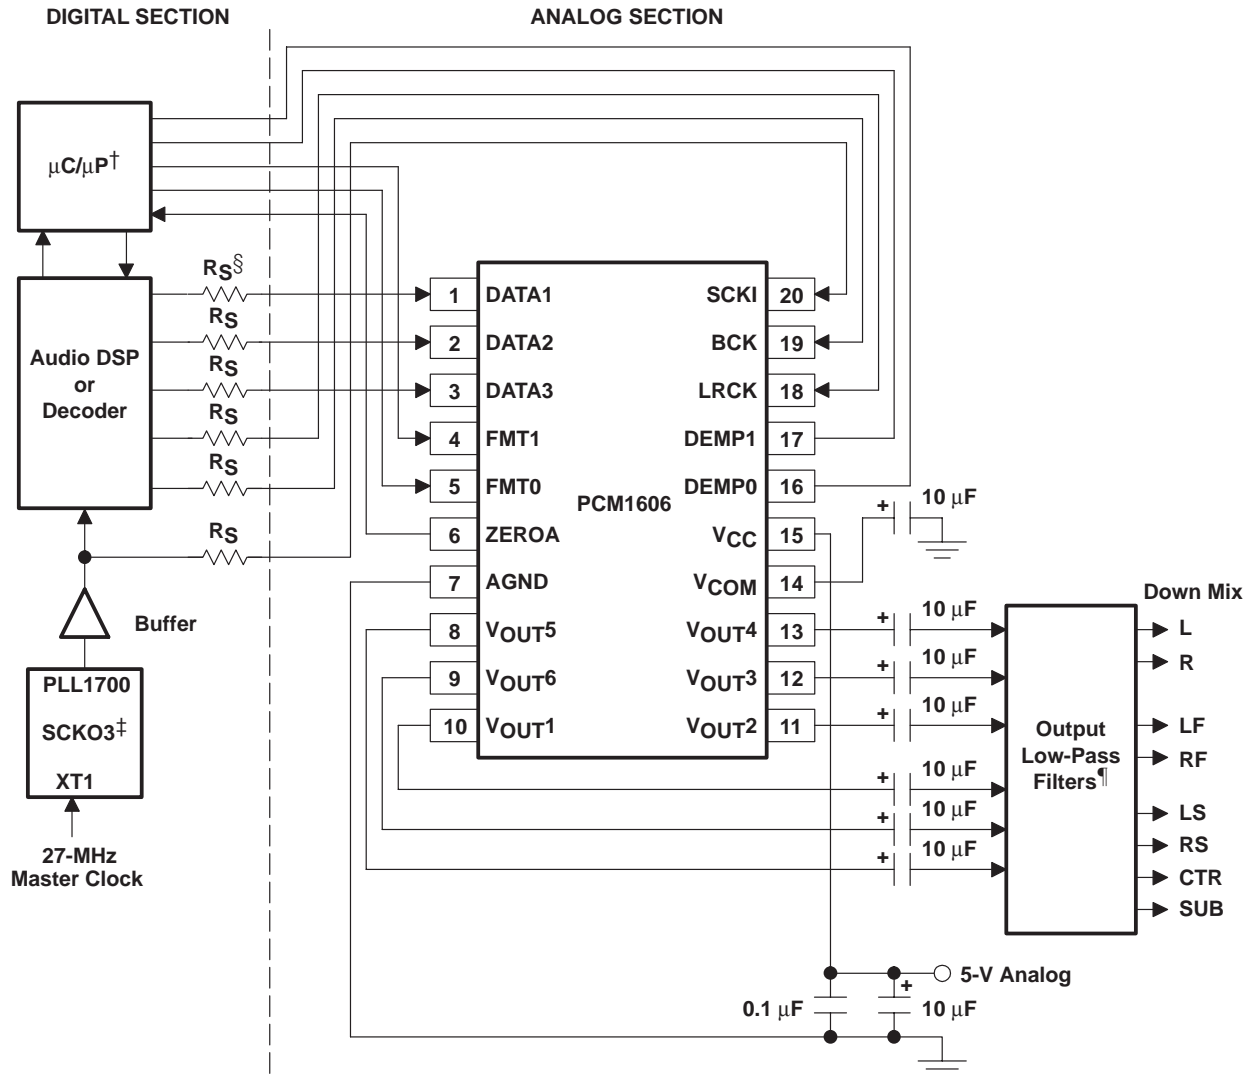 DIGITAL SECTION
ANALOG SECTION
μC/μP†
Audio DSP
or
Decoder
RS§
RS
RS
RS
RS
RS
Buffer
PLL1700
SCKO3‡
XT1
27-MHz
Master Clock
1 DATA1
2 DATA2
3 DATA3
4 FMT1
5 FMT0
6 ZEROA
7 AGND
8 VOUT5
9 VOUT6
10 VOUT1
PCM1606
SCKI 20
BCK 19
LRCK 18
DEMP1 17
DEMP0 16
VCC 15
VCOM 14
VOUT4 13
VOUT3 12
VOUT2 11
+ 10 μF
+ 10 μF
+ 10 μF
+ 10 μF
+ 10 μF
+ 10 μF
+ 10 μF
Output
Low-Pass
Filters¶
Down Mix
L
R
LF
RF
LS
RS
CTR
SUB
5-V Analog
0.1 μF
+ 10 μF